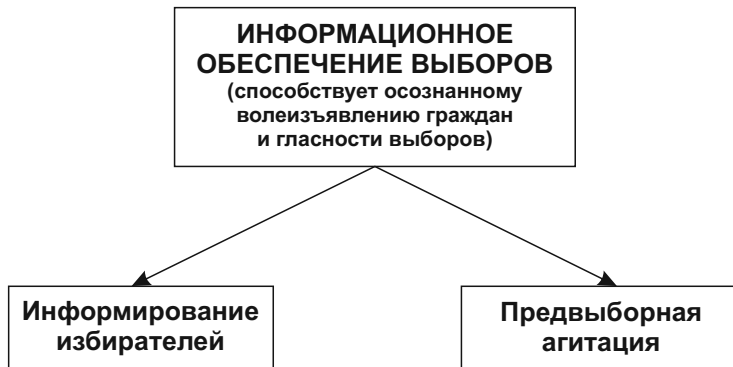 ИНФОРМАЦИОННОЕ
ОБЕСПЕЧЕНИЕ ВЫБОРОВ
(способствует осознанному
волеизъявлению граждан
и гласности выборов)
Информирование
избирателей
Предвыборная
агитация